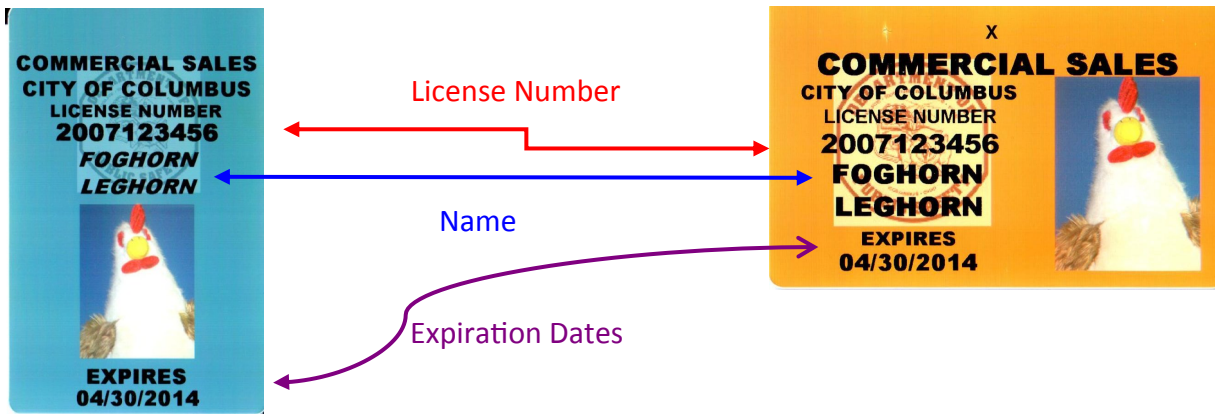 COMMERCIAL SALES
CITY OF COLUMBUS
LICENSE NUMBER
2007123456
FOGHORN
LEGHORN
EXPIRES
04/30/2014
License Number
Name
Expiration Dates
X
COMMERCIAL SALES
CITY OF COLUMBUS
LICENSE NUMBER
2007123456
FOGHORN
LEGHORN
EXPIRES
04/30/2014